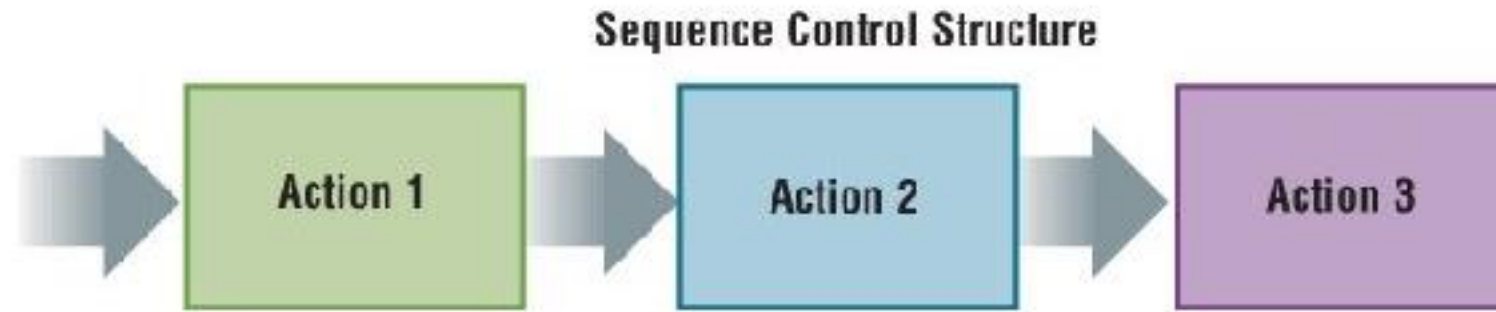 Sequence Control Structure
Action 1
Action 2
Action 3